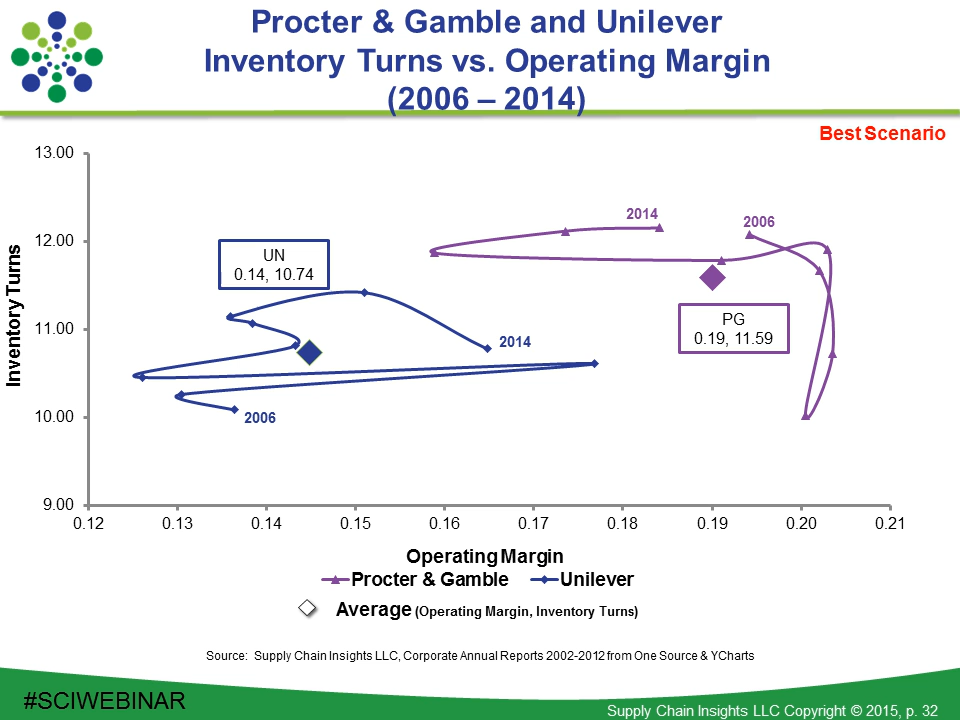 Procter & Gamble and Unilever
Inventory Turns vs. Operating Margin
(2006 – 2014)
Best Scenario
13.00
12.00
11.00
10.00
9.00
Inventory Turns
2014
2006
UN
0.14, 10.74
PG
0.19, 11.59
2014
2006
0.12 0.13 0.14 0.15 0.16 0.17 0.18 0.19 0.20 0.21
Operating Margin
Procter & Gamble Unilever
Average (Operating Margin, Inventory Turns)
Source: Supply Chain Insights LLC, Corporate Annual Reports 2002-2012 from One Source & YCharts
#SCIWEBINAR
Supply Chain Insights LLC Copyright © 2015, p. 32